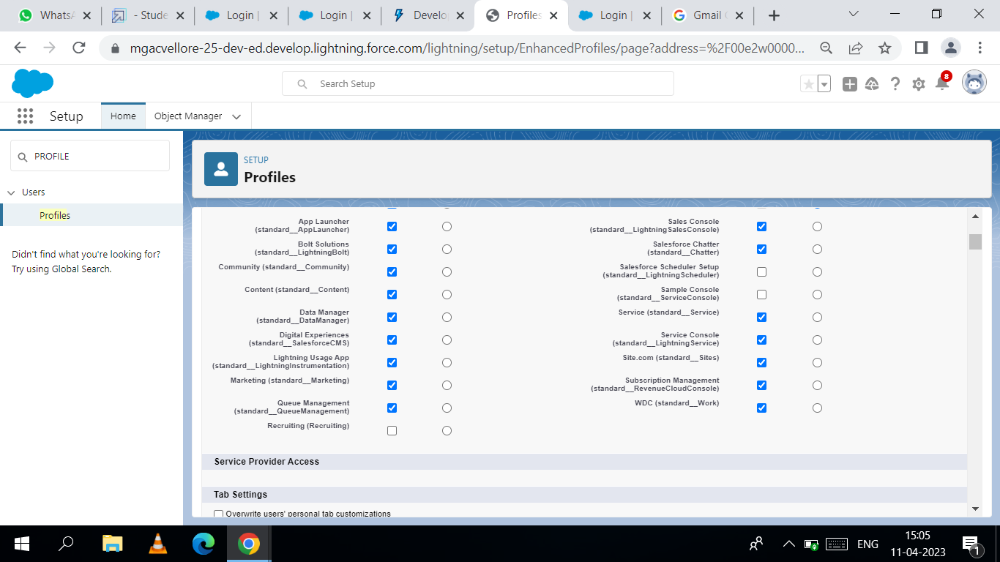 WhatsA
- Stude
Login |
Login |
Develo
Profiles
Login |
Gmail
mgacvellore-25-dev-ed.develop.lightning.force.com/lightning/setup/EnhancedProfiles/page?address=%2F00e2w0000...
Search Setup
8
Setup
Home
Object Manager
PROFILE
Users
Profiles
Didn't find what you're looking for?
Try using Global Search.
SETUP
Profiles
App Launcher
(standard__AppLauncher)
Bolt Solutions
(standard__LightningBolt)
Community (standard__Community)
Content (standard__Content)
Data Manager
(standard__DataManager)
Digital Experiences
(standard__SalesforceCMS)
Lightning Usage App
(standard__LightningInstrumentation)
Marketing (standard__Marketing)
Queue Management
(standard__QueueManagement)
Recruiting (Recruiting)
Sales Console
(standard__LightningSalesConsole)
Salesforce Chatter
(standard__Chatter)
Salesforce Scheduler Setup
(standard__LightningScheduler)
Sample Console
(standard__ServiceConsole)
Service (standard__Service)
Service Console
(standard__LightningService)
Site.com (standard__Sites)
Subscription Management
(standard__RevenueCloudConsole)
WDC (standard__Work)
Service Provider Access
Tab Settings
Overwrite users' personal tab customizations
ENG
15:05
11-04-2023
1